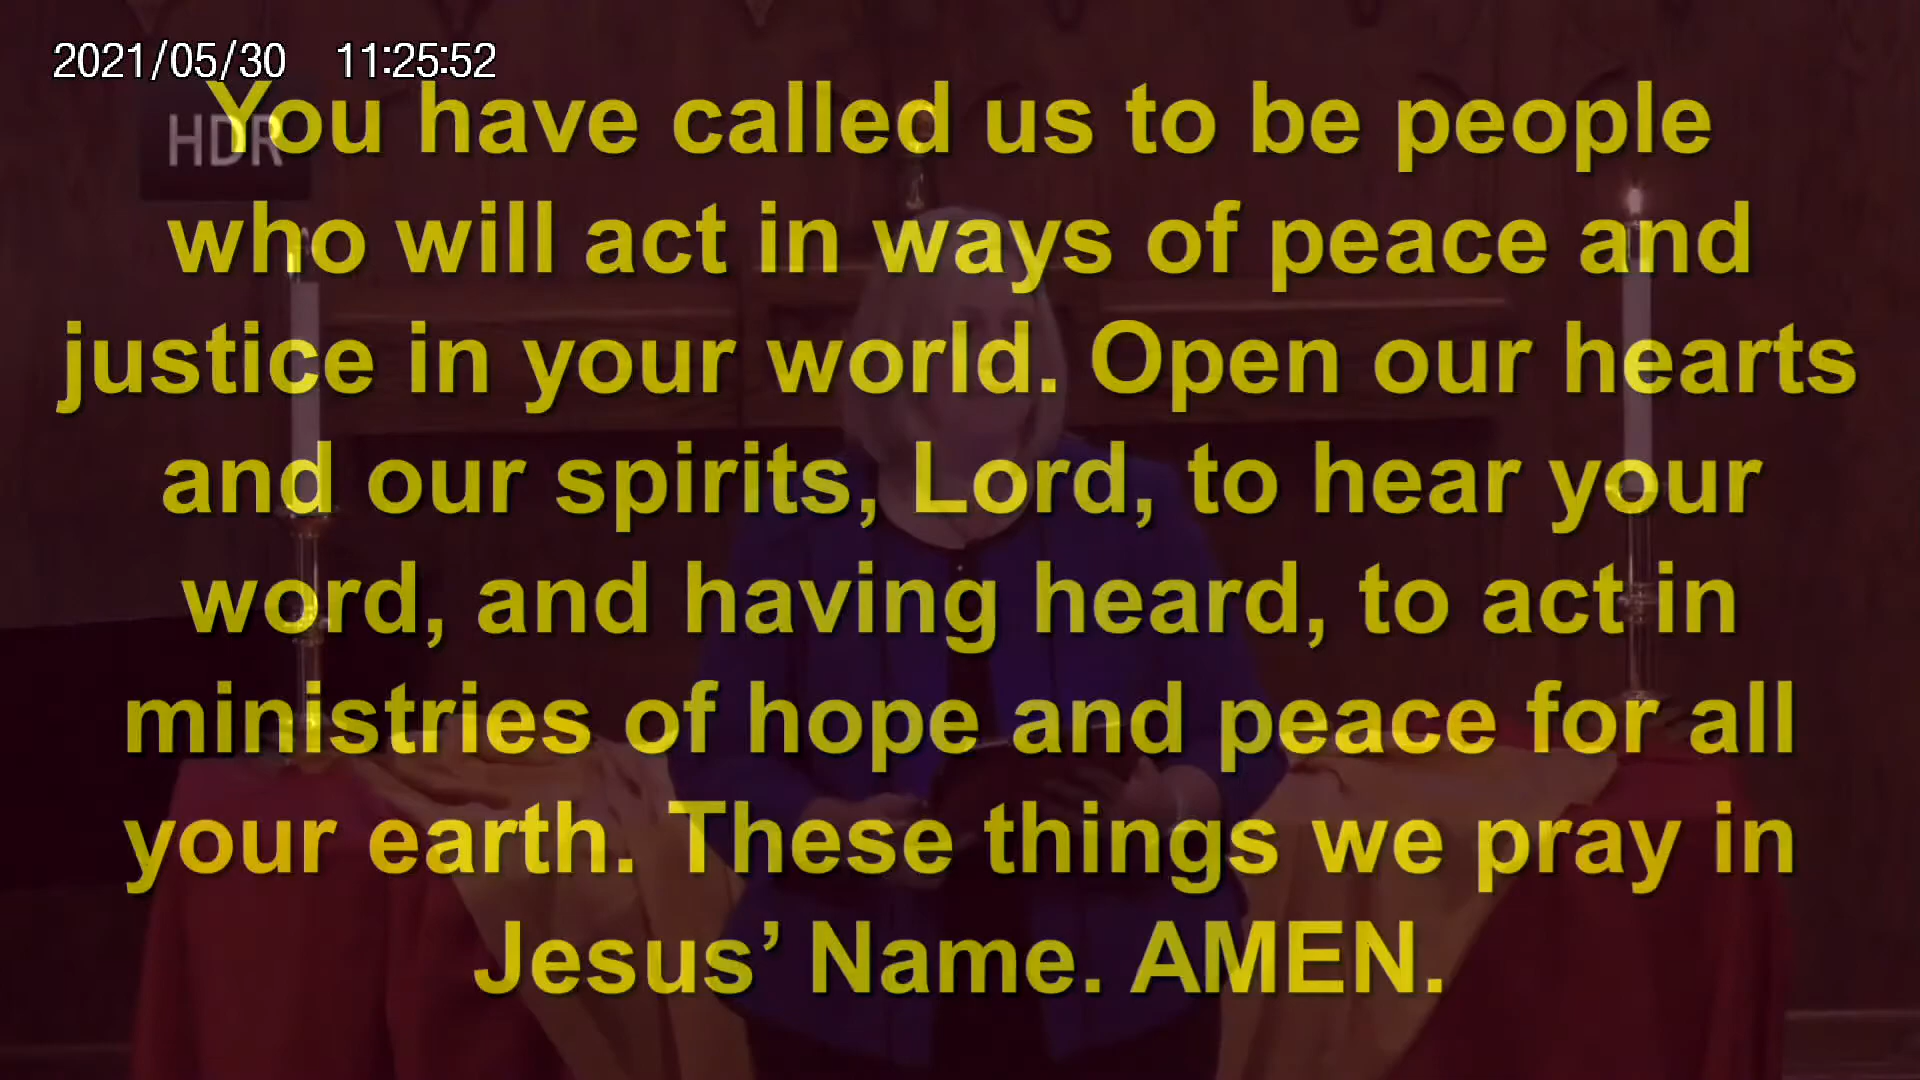 2021/05/30 11:25:52
HDR
You have called us to be people
who will act in ways of peace and
justice in your world. Open our hearts
and our spirits, Lord, to hear your
word, and having heard, to act in
ministries of hope and peace for all
your earth. These things we pray in
Jesus’ Name. AMEN.